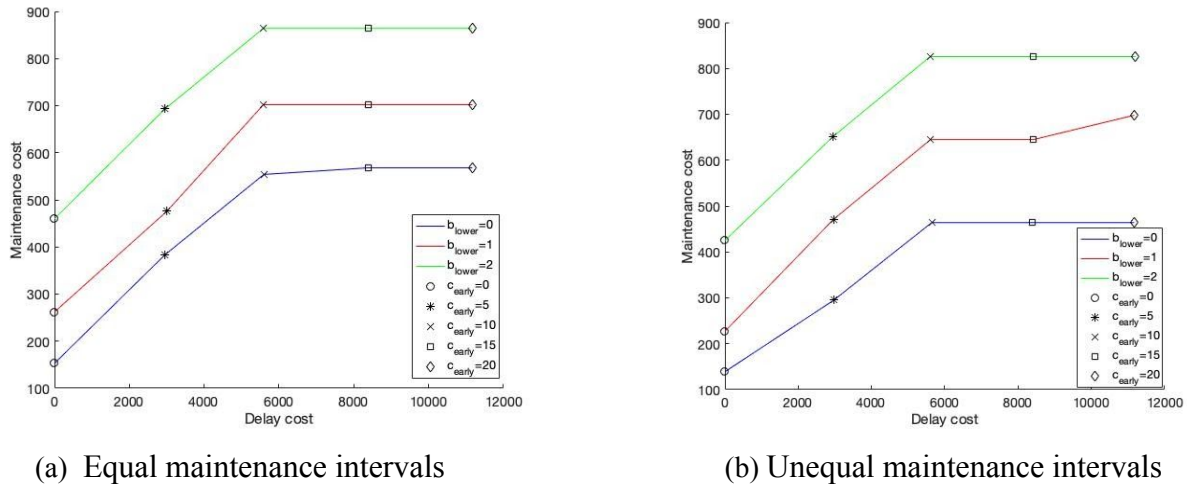 900
800
700
600
500
400
300
200
100
0
2000
4000
6000
8000
10000
12000
Maintenance cost
Delay cost
b_lower=0
b_lower=1
b_lower=2
c_early=0
c_early=5
c_early=10
c_early=15
c_early=20
(a) Equal maintenance intervals
900
800
700
600
500
400
300
200
100
0
2000
4000
6000
8000
10000
12000
Maintenance cost
Delay cost
b_lower=0
b_lower=1
b_lower=2
c_early=0
c_early=5
c_early=10
c_early=15
c_early=20
(b) Unequal maintenance intervals